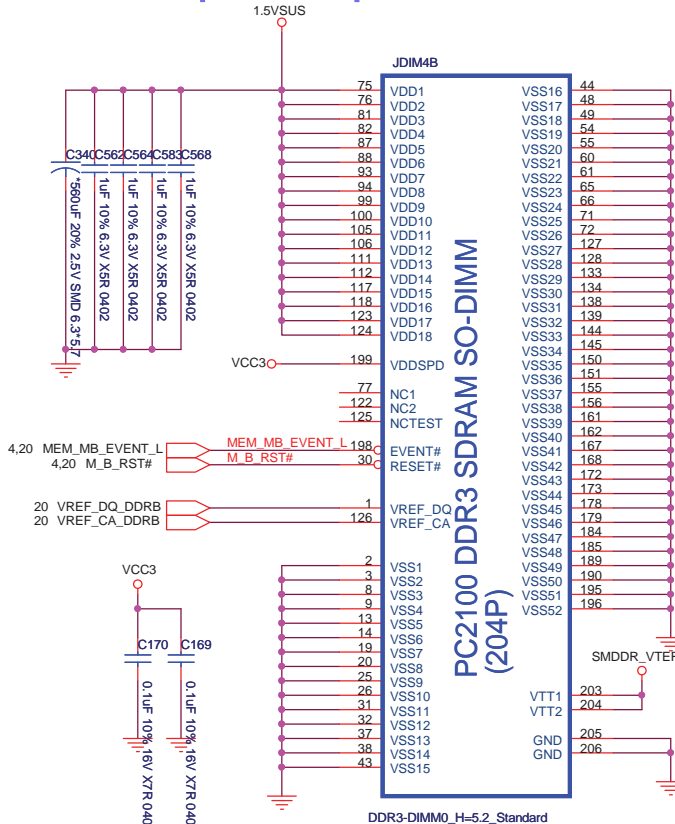 1.5VSUS
JDIM4B
75 VDD1 VSS16 44
76 VDD2 VSS17 48
81 VDD3 VSS18 49
82 VDD4 VSS19 54
87 VDD5 VSS20 55
88 VDD6 VSS21 60
93 VDD7 VSS22 61
94 VDD8 VSS23 65
99 VDD9 VSS24 66
100 VDD10 VSS25 71
105 VDD11 VSS26 72
106 VDD12 VSS27 127
111 VDD13 VSS28 128
112 VDD14 VSS29 133
117 VDD15 VSS30 134
118 VDD16 VSS31 138
123 VDD17 VSS32 139
124 VDD18 VSS33 144
VSS34 145
VCC3 199 VDDSPD VSS35 150
VSS36 151
77 NC1 VSS37 155
122 NC2 VSS38 156
125 NCTEST VSS39 161
VSS40 162
4,20 MEM_MB_EVENT_L MEM_MB_EVENT_L 198 EVENT# VSS41 167
4,20 M_B_RST# M_B_RST# 30 RESET# VSS42 168
VSS43 172
VSS44 173
20 VREF_DQ_DDRB 1 VREF_DQ VSS45 178
20 VREF_CA_DDRB 126 VREF_CA VSS46 179
VSS47 184
VSS48 185
2 VSS1 VSS49 189
3 VSS2 VSS50 190
8 VSS3 VSS51 195
9 VSS4 VSS52 196
13 VSS5
14 VSS6
19 VSS7
20 VSS8
25 VSS9
26 VSS10 VTT1 203
31 VSS11 VTT2 204
32 VSS12
37 VSS13 GND 205
38 VSS14 GND 206
43 VSS15
SMDDR_VTER
PC2100 DDR3 SDRAM SO-DIMM
(204P)
DDR3-DIMM0_H=5.2_Standard
C340 C562 C564 C583 C568
*560uF 20% 2.5V SMD 6.3*5.7
1uF 10% 6.3V X5R 0402
1uF 10% 6.3V X5R 0402
1uF 10% 6.3V X5R 0402
1uF 10% 6.3V X5R 0402
VCC3
C170 C169
0.1uF 10% 16V X7R 040
0.1uF 10% 16V X7R 040